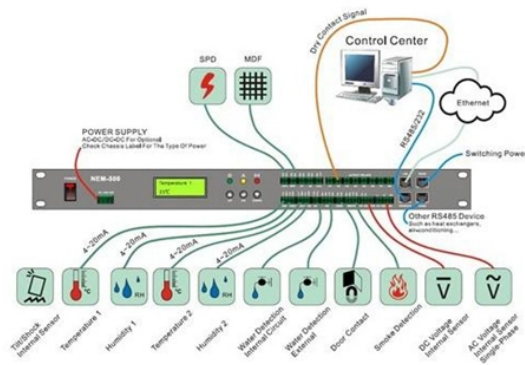 Dry Contact Signal
Control Center
SPD
MDF
Ethernet
RS485/232
POWER SUPPLY
AC-DC/DC-DC For Optional
Check Chassis Label For The Type Of Power
Switching Power
NEM-500
Temperature 1
Other RS485 Device
Such as heat exchangers,
airconditioning...
4~20mA
4~20mA
4~20mA
4~20mA
°F
RH
°F
RH
V
V
Tilt/Shock
Internal Sensor
Temperature 1
Humidity 1
Temperature 2
Humidity 2
Water Detection
Internal Circuit
Water Detection
External
Door Contact
Smoke Detection
DC Voltage
Internal Sensor
AC Voltage
Internal Sensor
Single-Phase